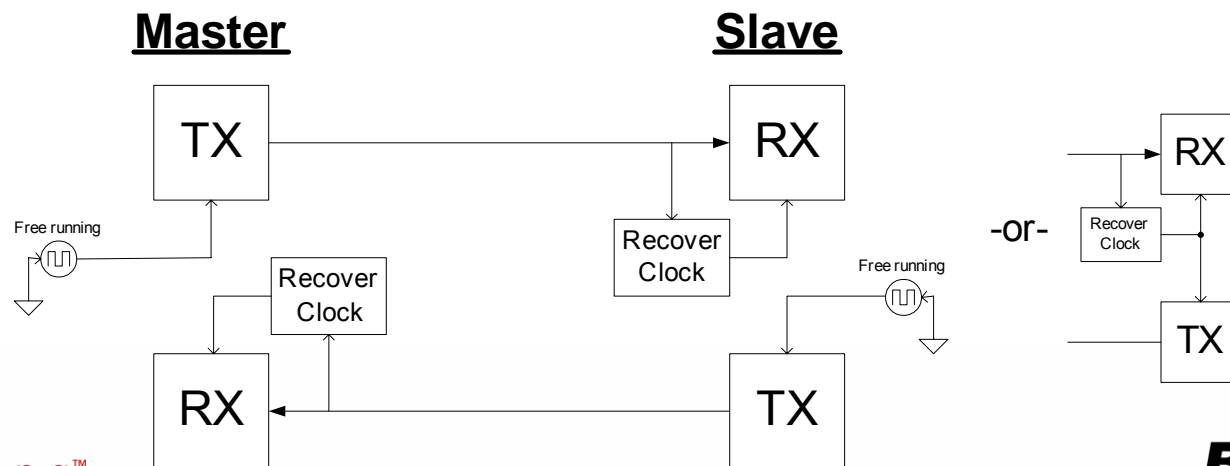 Master
Slave
TX
RX
RX
Free running
Recover
Clock
-or-
Recover
Clock
Free running
Recover
Clock
RX
TX
TX
™